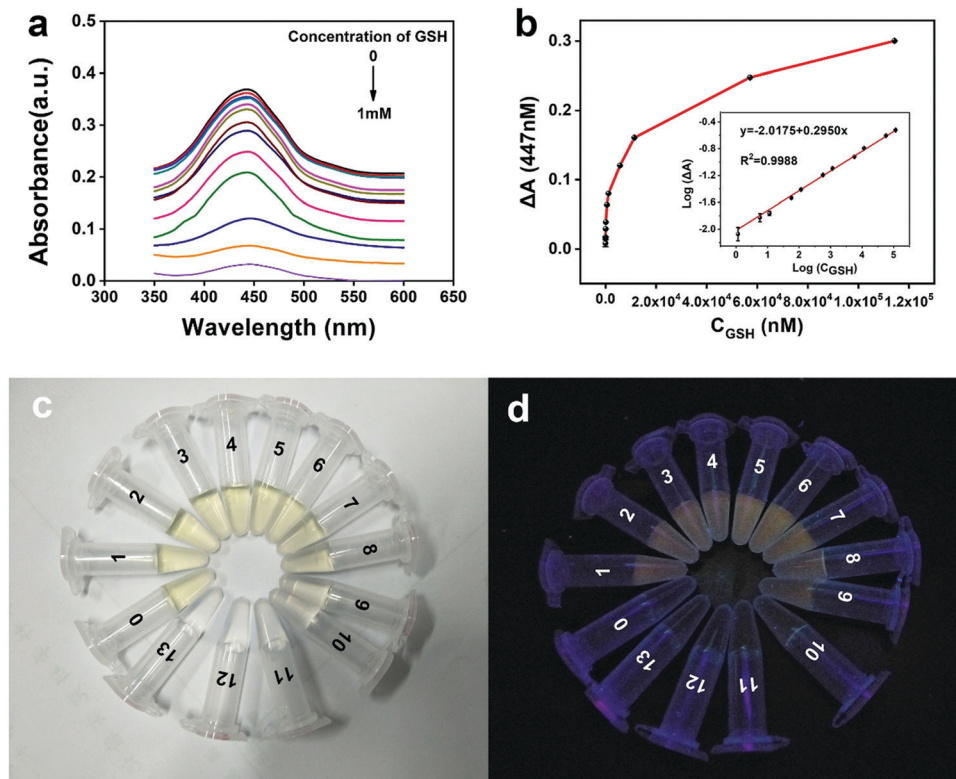 a
Concentration of GSH
0
1mM
Absorbance(a.u.)
0.5
0.4
0.3
0.2
0.1
0.0
300 350 400 450 500 550 600 650
Wavelength (nm)
b
ΔA (447nM)
0.3
0.2
0.1
0.0
0.0 2.0x10⁴ 4.0x10⁴ 6.0x10⁴ 8.0x10⁴ 1.0x10⁵ 1.2x10⁵
C_GSH (nM)
y=-2.0175+0.2950x
R²=0.9988
Log (ΔA)
-0.4
-0.8
-1.2
-1.6
-2.0
0 1 2 3 4 5
Log (C_GSH)
c
0
1
2
3
4
5
6
7
8
9
10
11
12
13
d
0
1
2
3
4
5
6
7
8
9
10
11
12
13